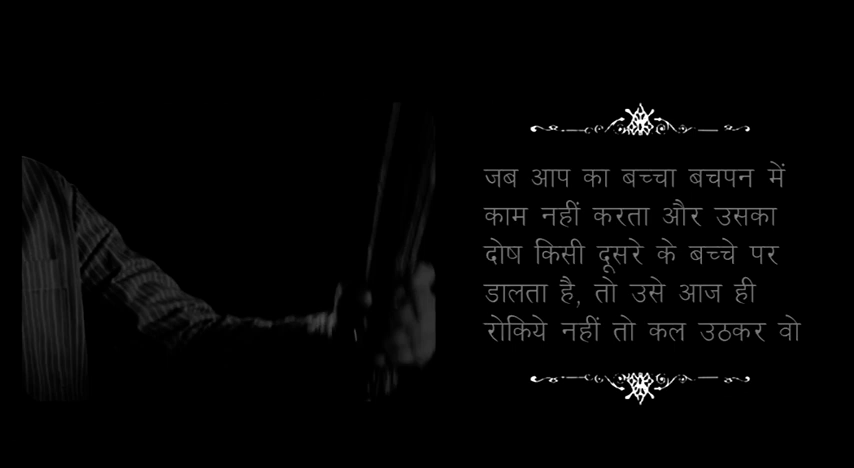 जब आप का बच्चा बचपन में
काम नहीं करता और उसका
दोष किसी दूसरे के बच्चे पर
डालता है, तो उसे आज ही
रोकिये नहीं तो कल उठकर वो